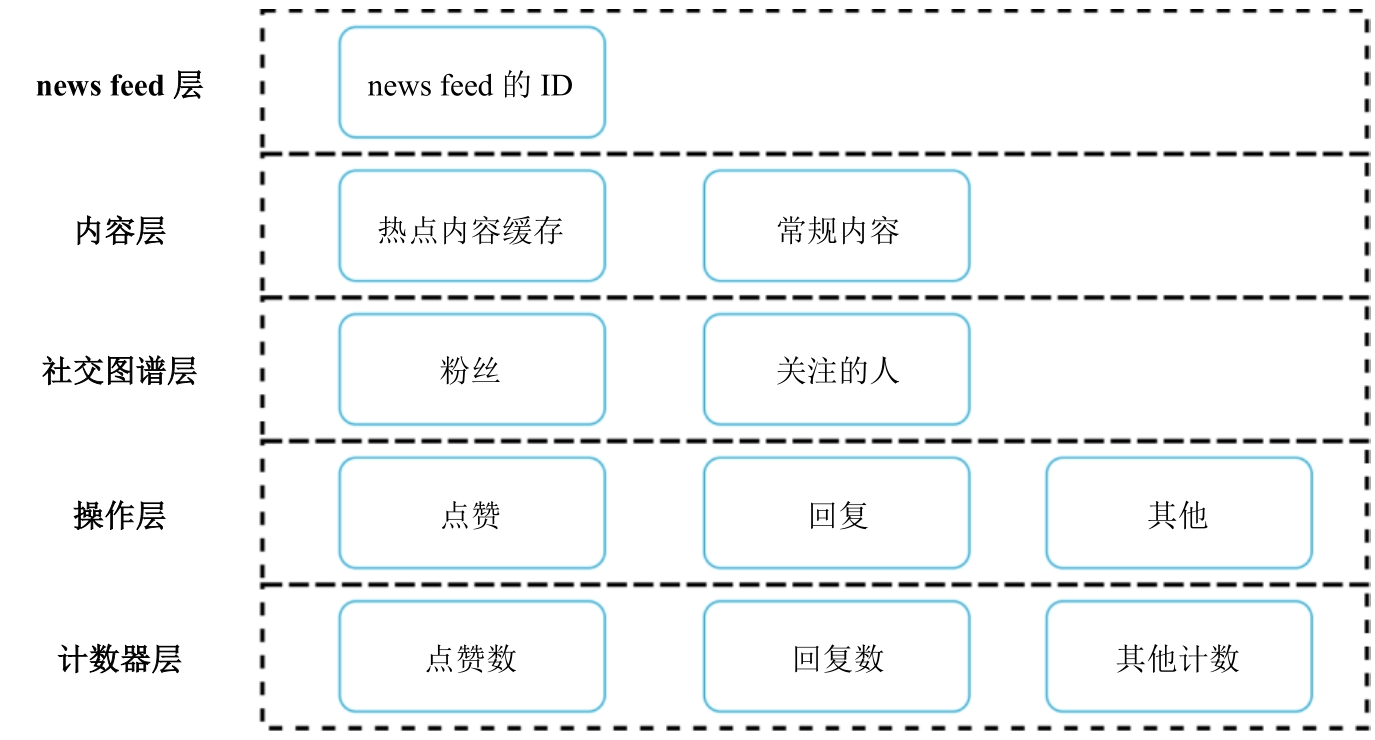 news feed 层
news feed 的 ID
内容层
热点内容缓存
常规内容
社交图谱层
粉丝
关注的人
操作层
点赞
回复
其他
计数器层
点赞数
回复数
其他计数